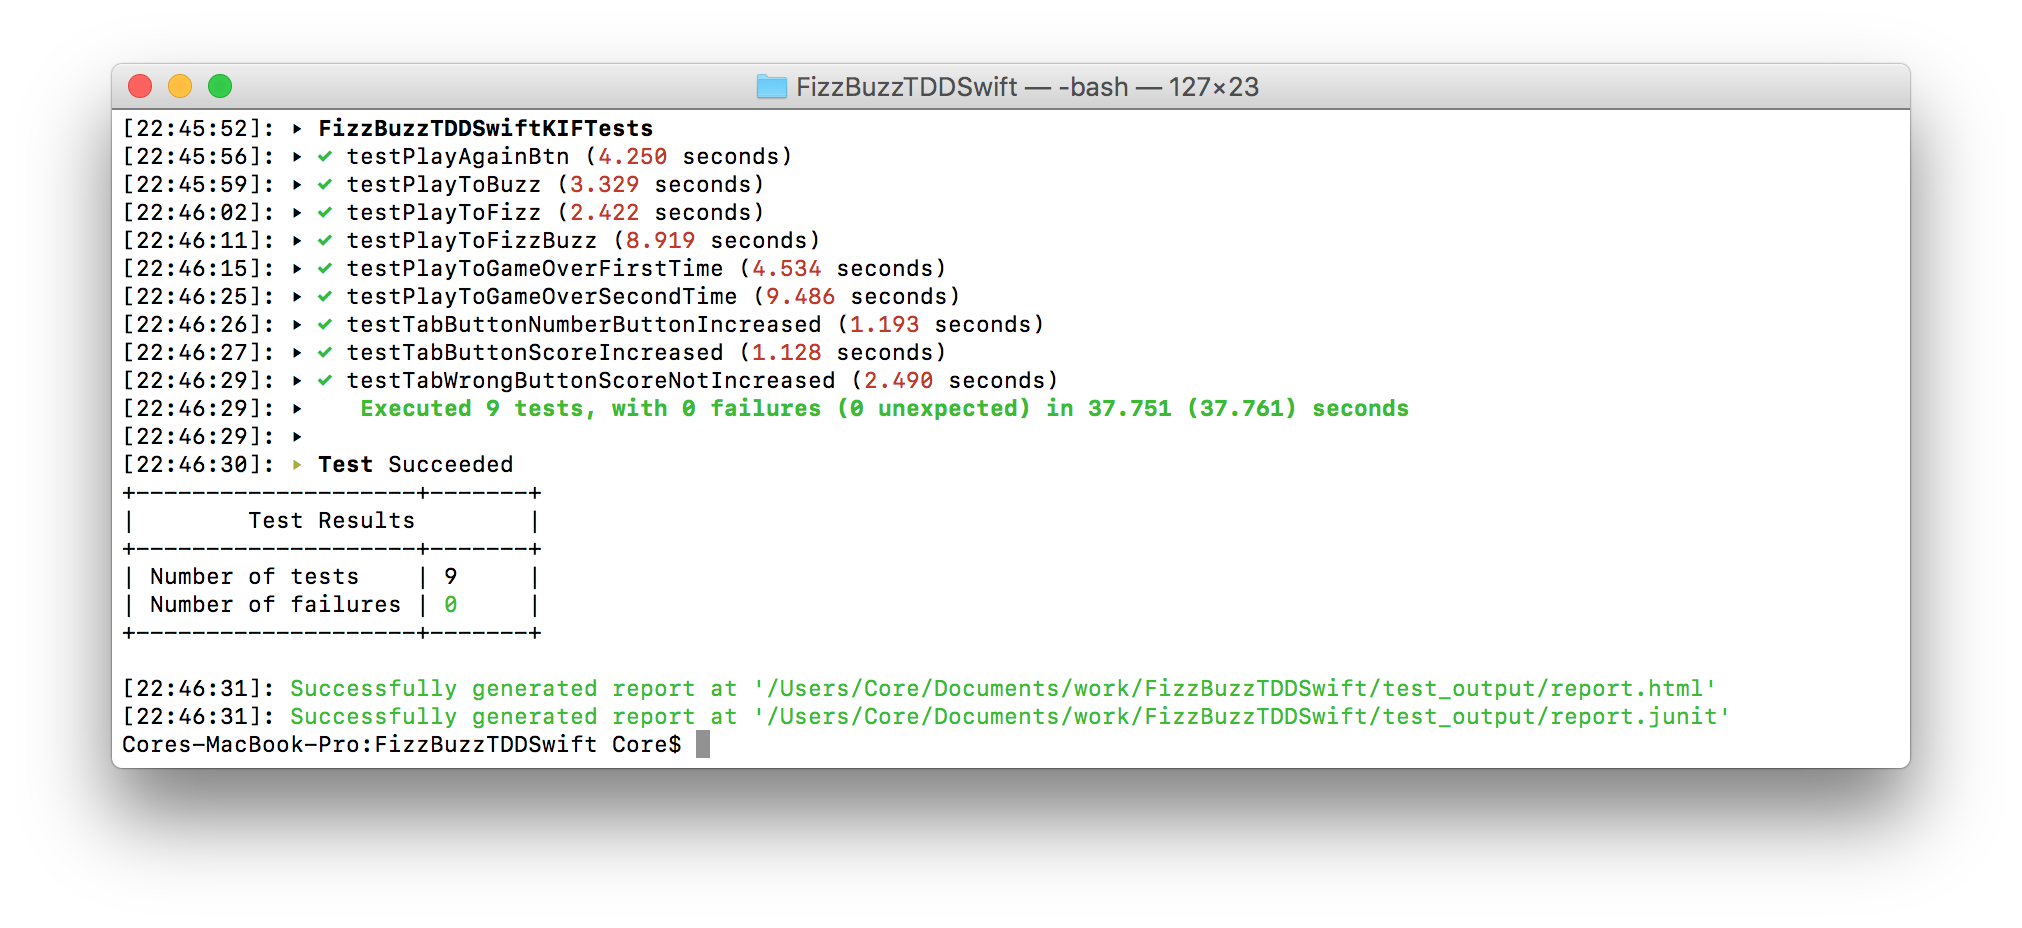 FizzBuzzTDDSwift — -bash — 127×23
[22:45:52]: ▸ FizzBuzzTDDSwiftKIFTests
[22:45:56]: ▸ ✓ testPlayAgainBtn (4.250 seconds)
[22:45:59]: ▸ ✓ testPlayToBuzz (3.329 seconds)
[22:46:02]: ▸ ✓ testPlayToFizz (2.422 seconds)
[22:46:11]: ▸ ✓ testPlayToFizzBuzz (8.919 seconds)
[22:46:15]: ▸ ✓ testPlayToGameOverFirstTime (4.534 seconds)
[22:46:25]: ▸ ✓ testPlayToGameOverSecondTime (9.486 seconds)
[22:46:26]: ▸ ✓ testTabButtonNumberButtonIncreased (1.193 seconds)
[22:46:27]: ▸ ✓ testTabButtonScoreIncreased (1.128 seconds)
[22:46:29]: ▸ ✓ testTabWrongButtonScoreNotIncreased (2.490 seconds)
[22:46:29]: ▸    Executed 9 tests, with 0 failures (0 unexpected) in 37.751 (37.761) seconds
[22:46:29]: ▸
[22:46:30]: ▸ Test Succeeded
+--------------------+-------+
|        Test Results        |
+--------------------+-------+
| Number of tests    | 9     |
| Number of failures | 0     |
+--------------------+-------+
[22:46:31]: Successfully generated report at '/Users/Core/Documents/work/FizzBuzzTDDSwift/test_output/report.html'
[22:46:31]: Successfully generated report at '/Users/Core/Documents/work/FizzBuzzTDDSwift/test_output/report.junit'
Cores-MacBook-Pro:FizzBuzzTDDSwift Core$